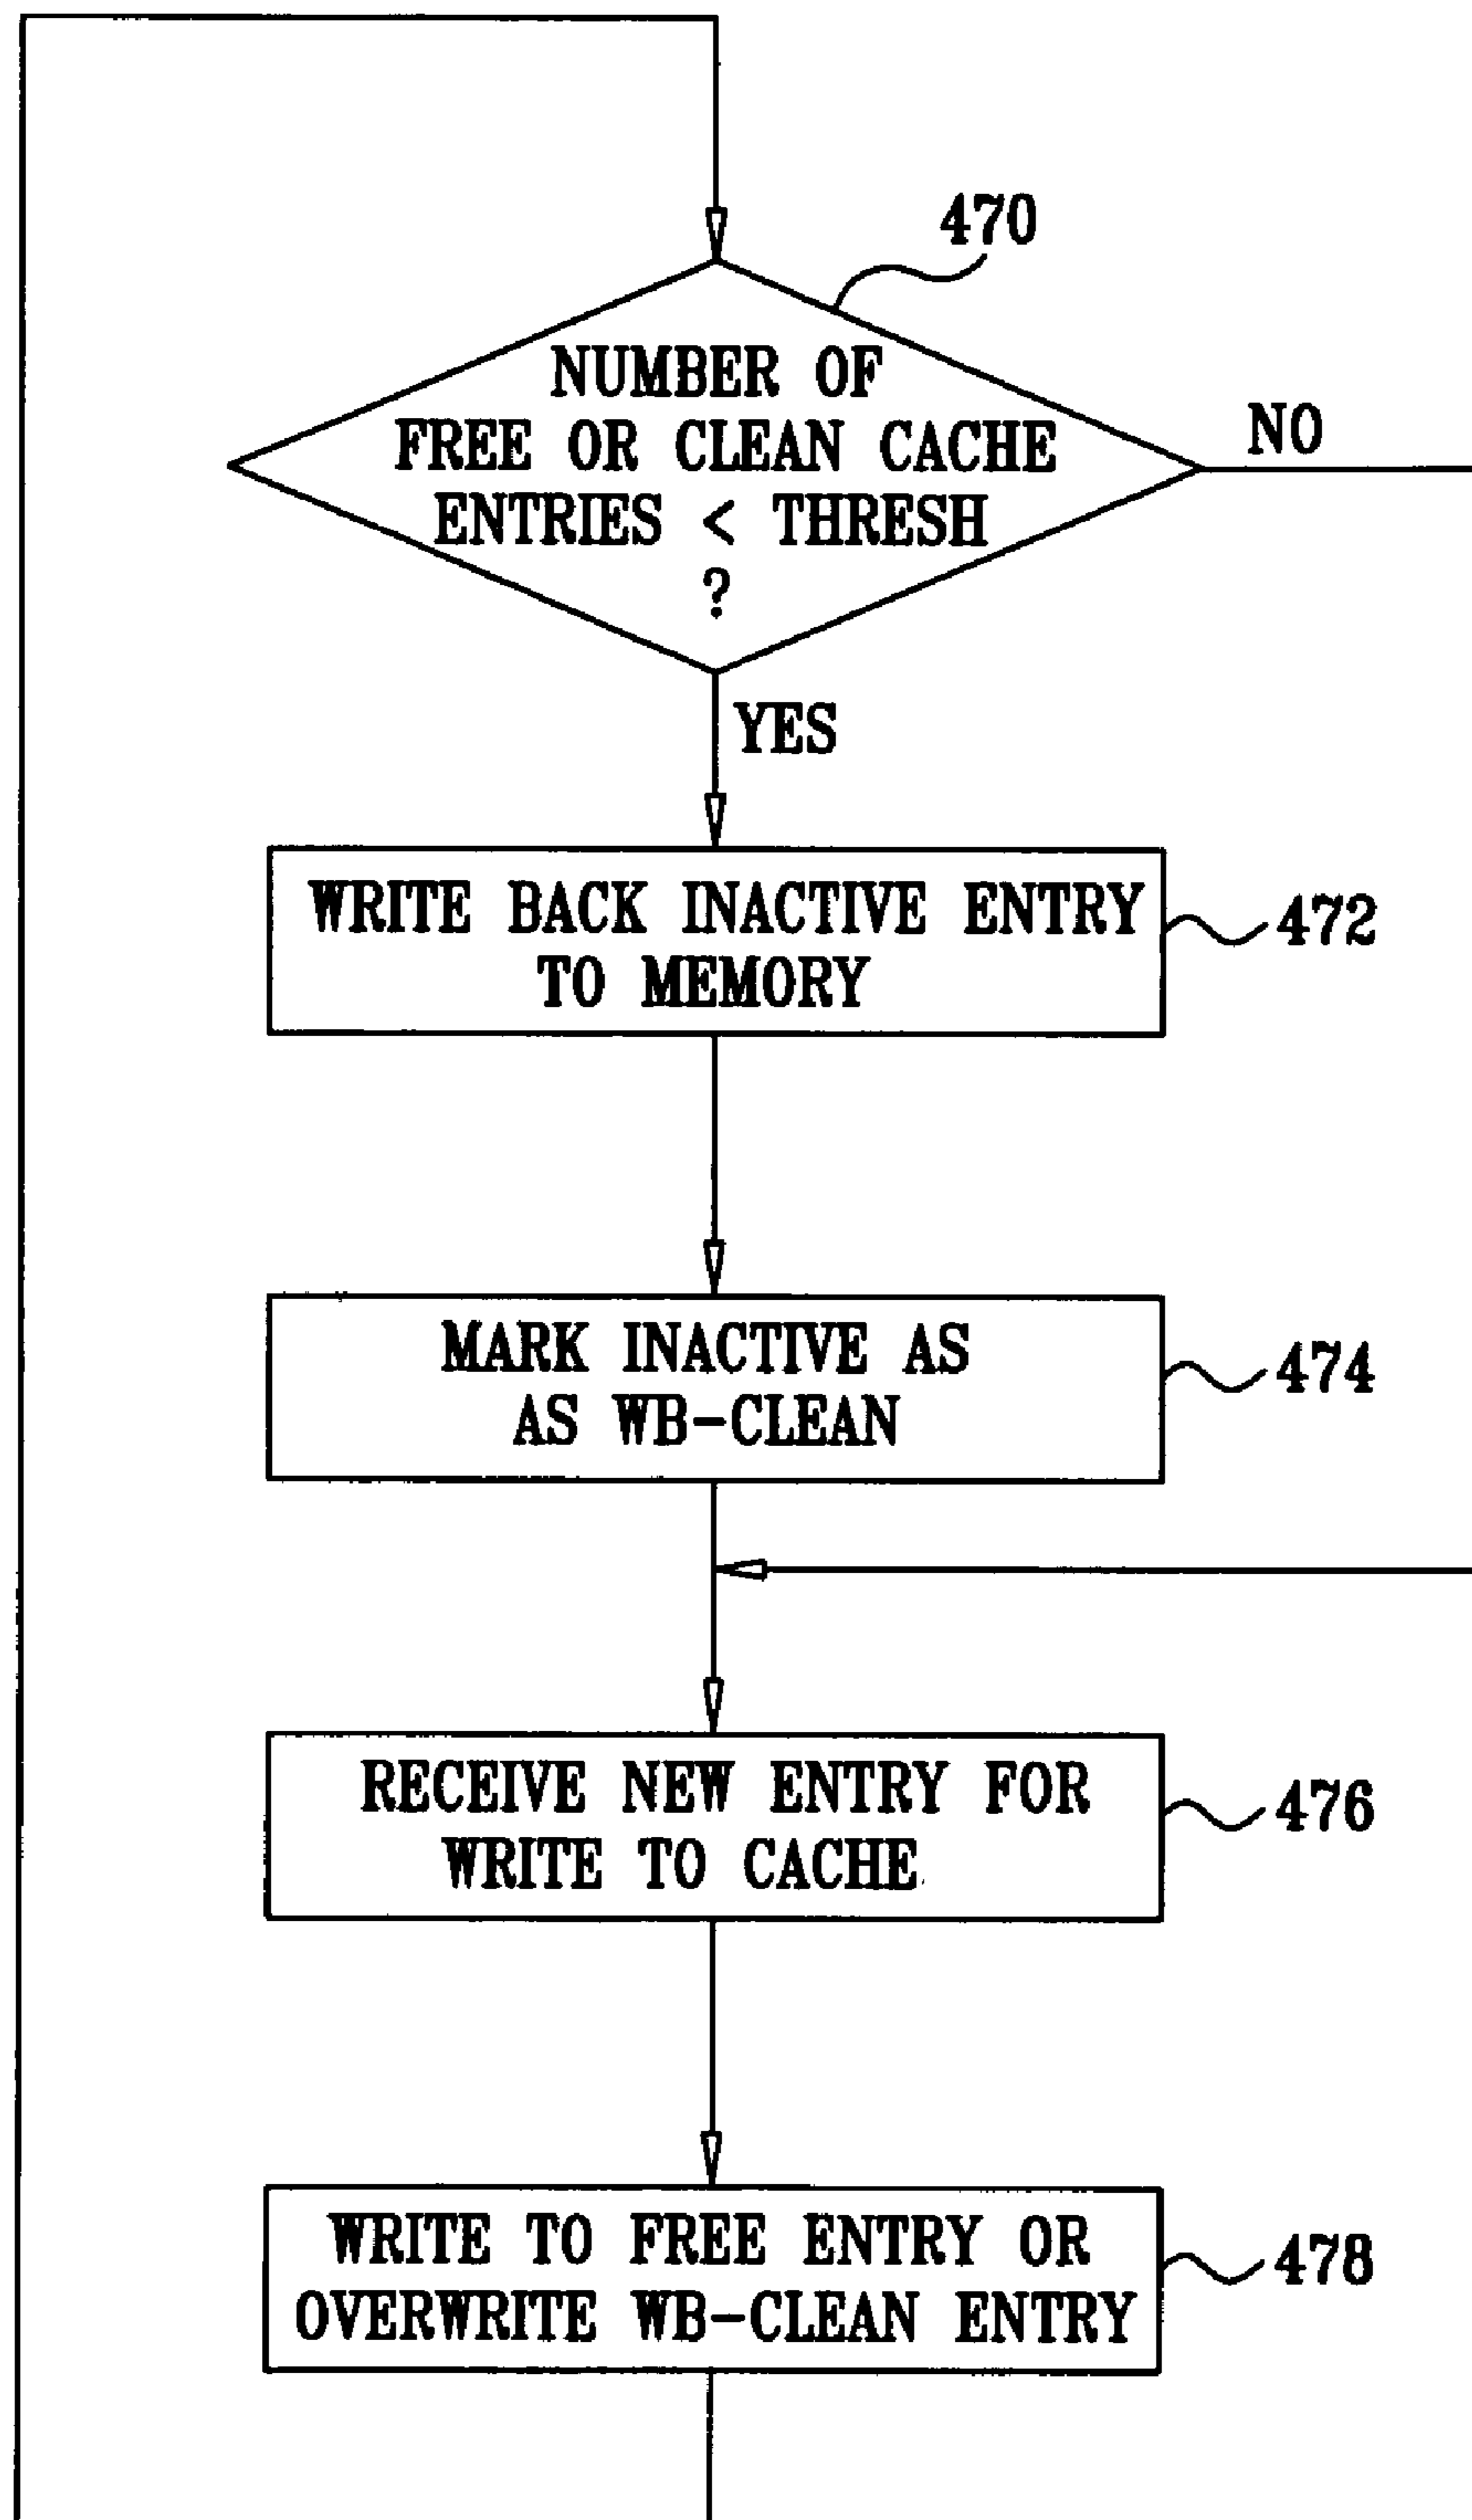 470
NUMBER OF
FREE OR CLEAN CACHE
ENTRIES < THRESH
?
NO
YES
WRITE BACK INACTIVE ENTRY
TO MEMORY
472
MARK INACTIVE AS
AS WB-CLEAN
474
RECEIVE NEW ENTRY FOR
WRITE TO CACHE
476
WRITE TO FREE ENTRY OR
OVERWRITE WB-CLEAN ENTRY
478